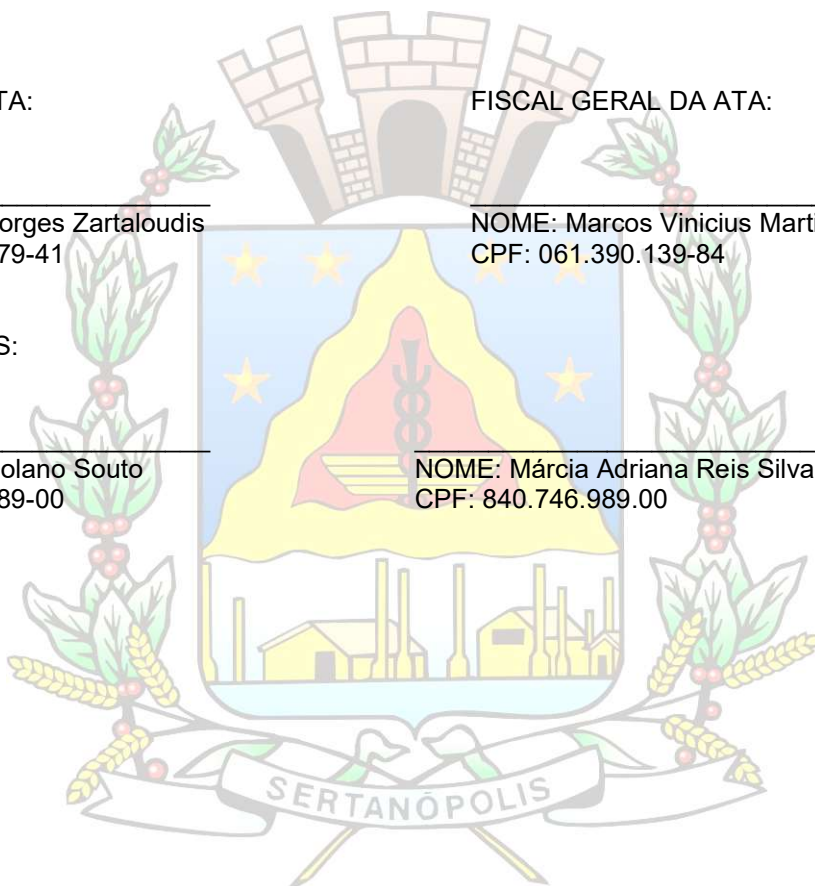 TA:
FISCAL GERAL DA ATA:
orges Zartaloudis
79-41
NOME: Marcos Vinicius Marti
CPF: 061.390.139-84
S:
olano Souto
89-00
NOME: Márcia Adriana Reis Silva
CPF: 840.746.989.00
SERTANÓPOLIS